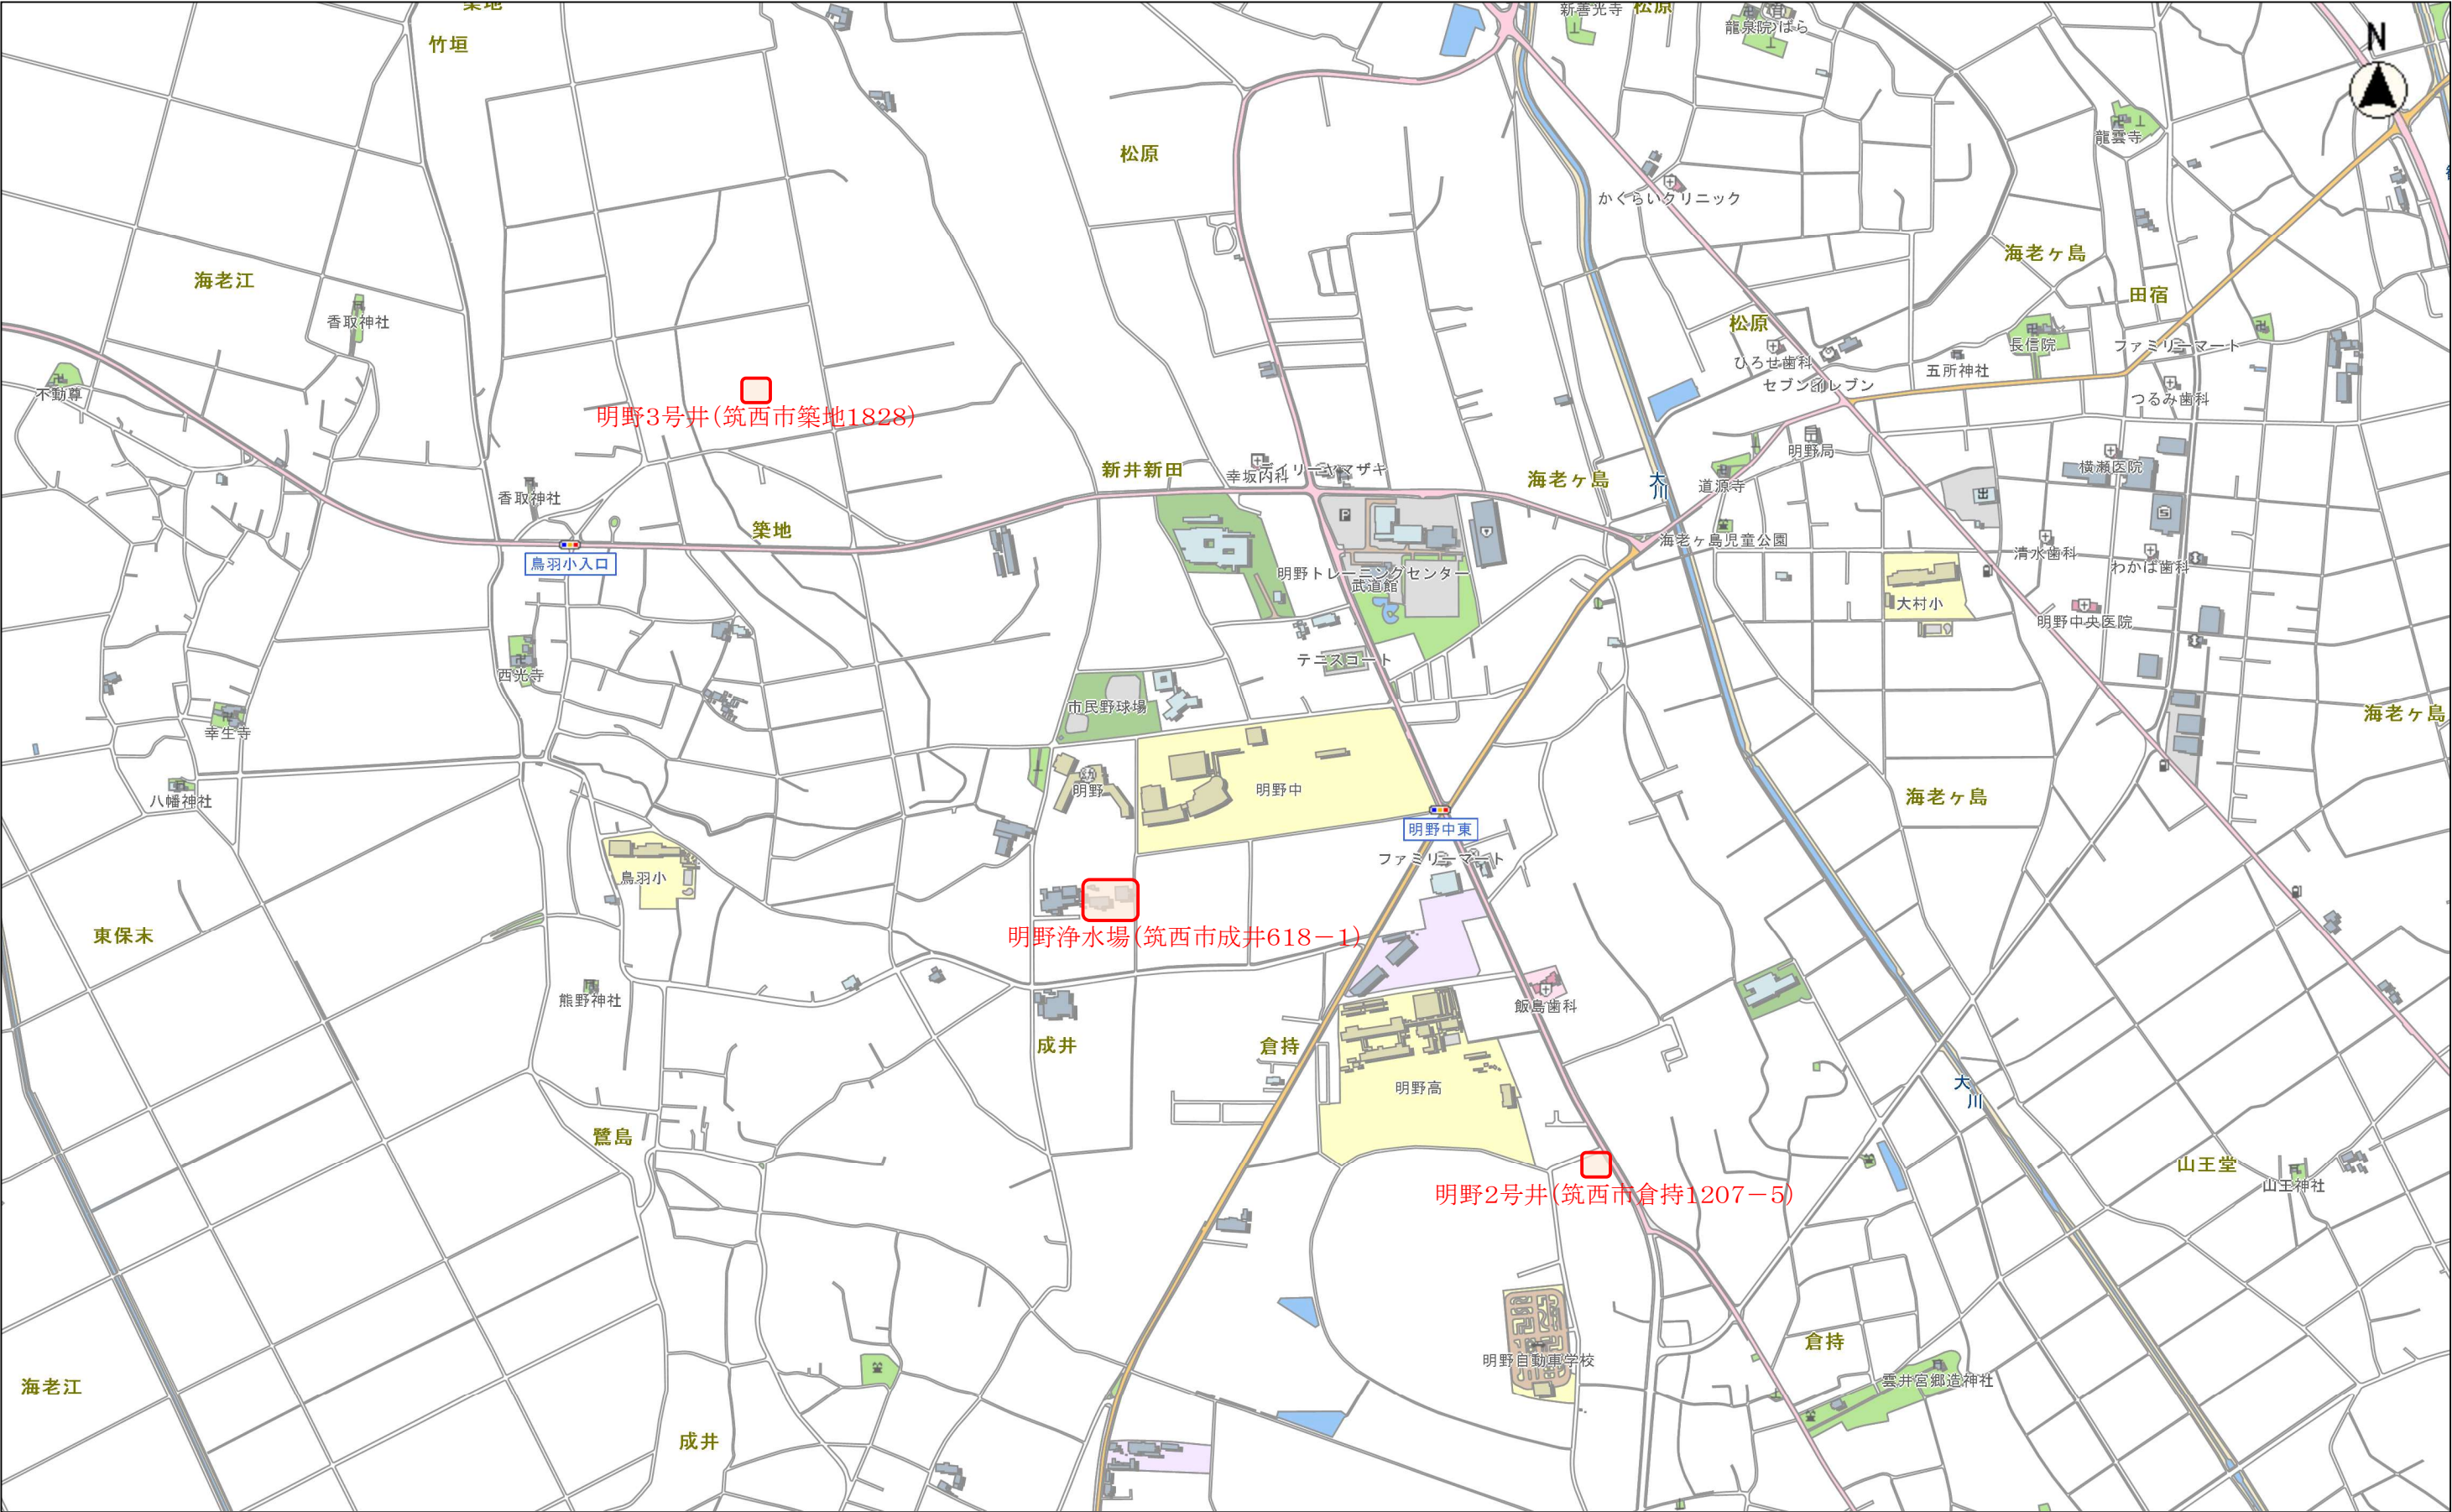 築地
竹垣
新善光寺
松原
龍泉院
つばら
N
龍雲寺
松原
かくらいクリニック
海老ヶ島
海老江
田宿
香取神社
松原
長信院
ファミリーマート
ひろせ歯科
五所神社
セブンイレブン
不動尊
つるみ歯科
明野3号井(筑西市築地1828)
明野局
新井新田
デイリーヤマザキ
幸坂内科
海老ヶ島
大川
道源寺
横瀬医院
香取神社
築地
海老ヶ島児童公園
鳥羽小入口
清水歯科
わかば歯科
明野トレーニングセンター
武道館
大村小
明野中央医院
テニスコート
西光寺
市民野球場
海老ヶ島
幸生寺
明野
明野中
海老ヶ島
八幡神社
明野中東
ファミリーマート
鳥羽小
東保末
明野浄水場(筑西市成井618-1)
熊野神社
飯島歯科
成井
倉持
明野高
大川
鷺島
山王堂
山王神社
明野2号井(筑西市倉持1207-5)
倉持
明野自動車学校
雲井宮郷造神社
海老江
成井